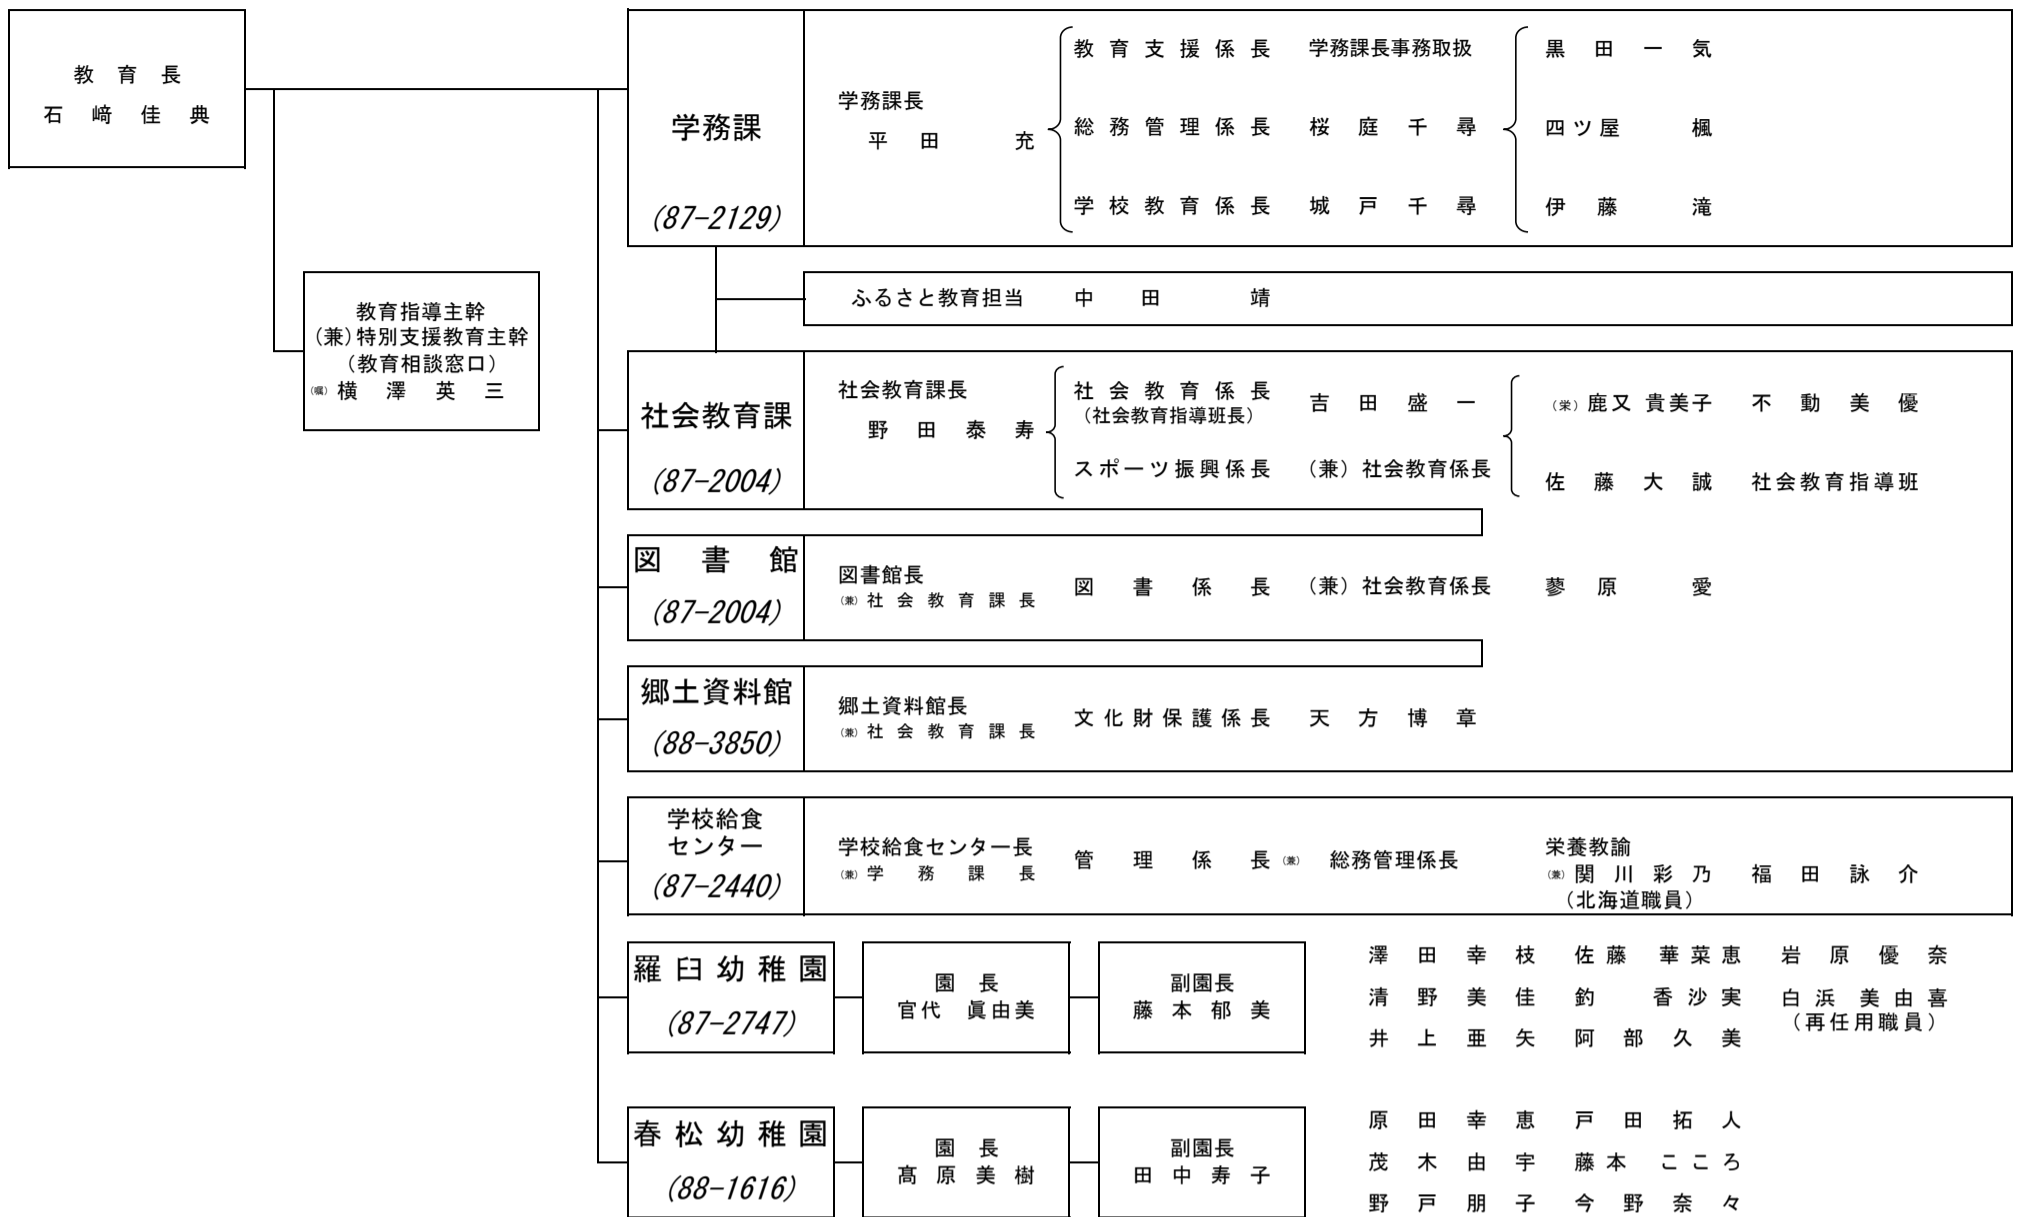 教育長
石﨑佳典
教育指導主幹
（兼）特別支援教育主幹
（教育相談窓口）
（嘱）横澤英三
学務課
(87-2129)
学務課長
平田充
教育支援係長 学務課長事務取扱 黒田一気
総務管理係長 桜庭千尋 四ツ屋楓
学校教育係長 城戸千尋 伊藤滝
ふるさと教育担当 中田靖
社会教育課
(87-2004)
社会教育課長
野田泰寿
社会教育係長 吉田盛一 （栄）鹿又貴美子 不動美優
（社会教育指導班長）
スポーツ振興係長 （兼）社会教育係長 佐藤大誠 社会教育指導班
図書館
(87-2004)
図書館長
（兼）社会教育課長
図書係長 （兼）社会教育係長 蓼原愛
郷土資料館
(88-3850)
郷土資料館長
（兼）社会教育課長
文化財保護係長 天方博章
学校給食
センター
(87-2440)
学校給食センター長
（兼）学務課長
管理係長 （兼）総務管理係長
栄養教諭
（兼）関川彩乃 福田詠介
（北海道職員）
羅臼幼稚園
(87-2747)
園長
官代眞由美
副園長
藤本郁美
澤田幸枝 佐藤華菜恵 岩原優奈
清野美佳 釣香沙実 白浜美由喜
（再任用職員）
井上亜矢 阿部久美
春松幼稚園
(88-1616)
園長
髙原美樹
副園長
田中寿子
原田幸恵 戸田拓人
茂木由宇 藤本こころ
野戸朋子 今野奈々